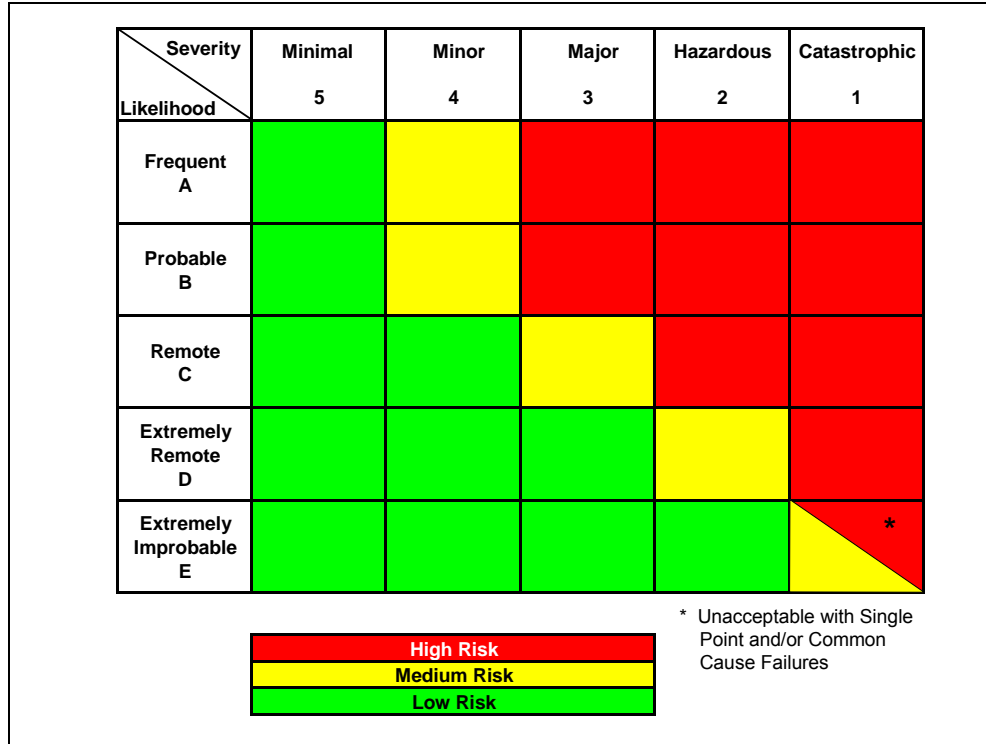 Severity
Likelihood
Minimal
5
Minor
4
Major
3
Hazardous
2
Catastrophic
1
Frequent
A
Probable
B
Remote
C
Extremely
Remote
D
Extremely
Improbable
E
*
* Unacceptable with Single
Point and/or Common
Cause Failures
High Risk
Medium Risk
Low Risk